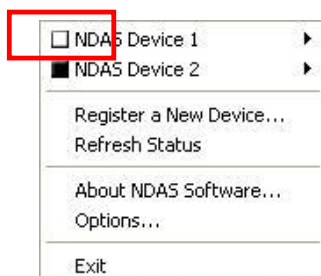 NDAS Device 1
NDAS Device 2
Register a New Device...
Refresh Status
About NDAS Software...
Options...
Exit